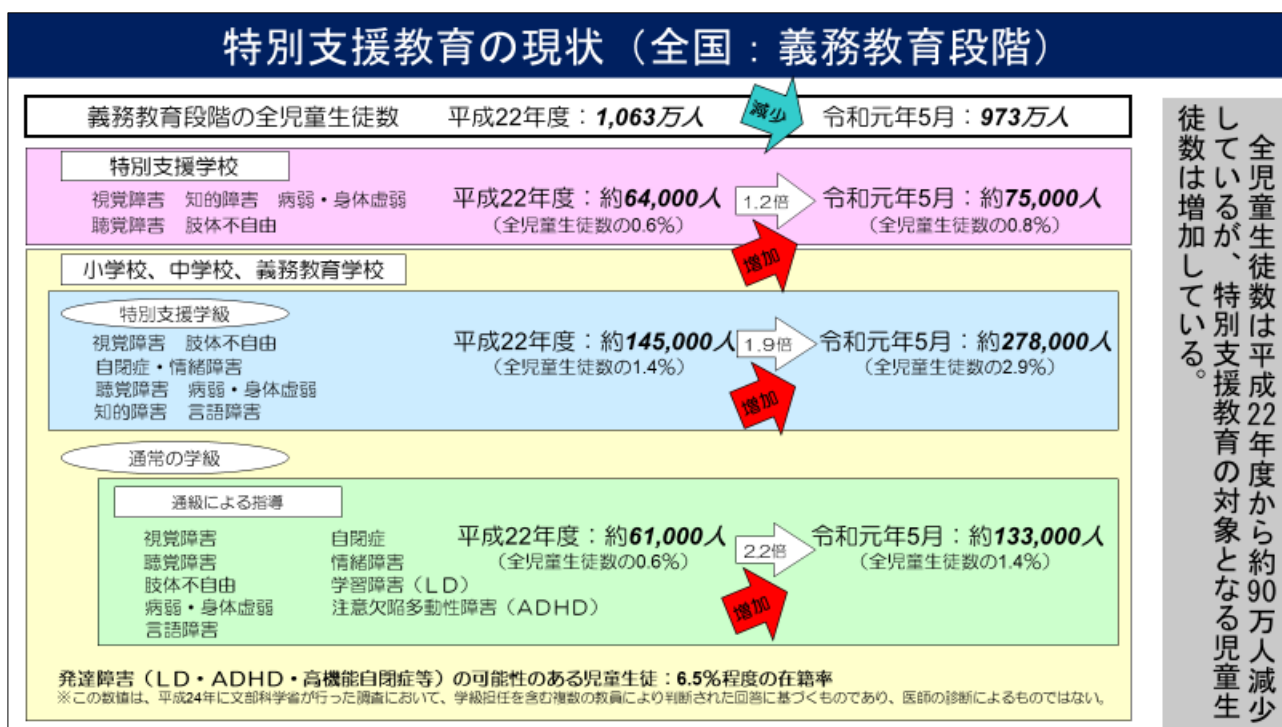 特別支援教育の現状（全国：義務教育段階）
義務教育段階の全児童生徒数 平成22年度：1,063万人 減少 令和元年5月：973万人
特別支援学校
視覚障害 知的障害 病弱・身体虚弱
聴覚障害 肢体不自由
平成22年度：約64,000人 1.2倍 令和元年5月：約75,000人
（全児童生徒数の0.6%） （全児童生徒数の0.8%）
増加
小学校、中学校、義務教育学校
特別支援学級
視覚障害 肢体不自由
自閉症・情緒障害
聴覚障害 病弱・身体虚弱
知的障害 言語障害
平成22年度：約145,000人 1.9倍 令和元年5月：約278,000人
（全児童生徒数の1.4%） （全児童生徒数の2.9%）
増加
通常の学級
通級による指導
視覚障害 自閉症
聴覚障害 情緒障害
肢体不自由 学習障害（ＬＤ）
病弱・身体虚弱 注意欠陥多動性障害（ＡＤＨＤ）
言語障害
平成22年度：約61,000人 2.2倍 令和元年5月：約133,000人
（全児童生徒数の0.6%） （全児童生徒数の1.4%）
増加
発達障害（ＬＤ・ＡＤＨＤ・高機能自閉症等）の可能性のある児童生徒：6.5%程度の在籍率
※この数値は、平成24年に文部科学省が行った調査において、学級担任を含む複数の教員により判断された回答に基づくものであり、医師の診断によるものではない。
全児童生徒数は平成22年度から約90万人減少
しているが、特別支援教育の対象となる児童生
徒数は増加している。